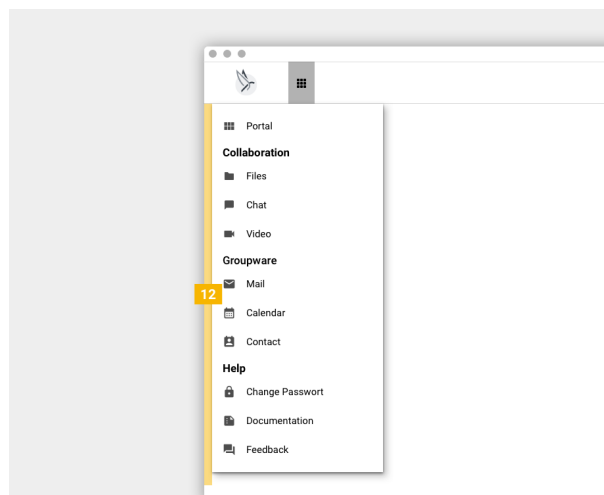 Portal
Collaboration
Files
Chat
Video
Groupware
Mail
12
Calendar
Contact
Help
Change Passwort
Documentation
Feedback